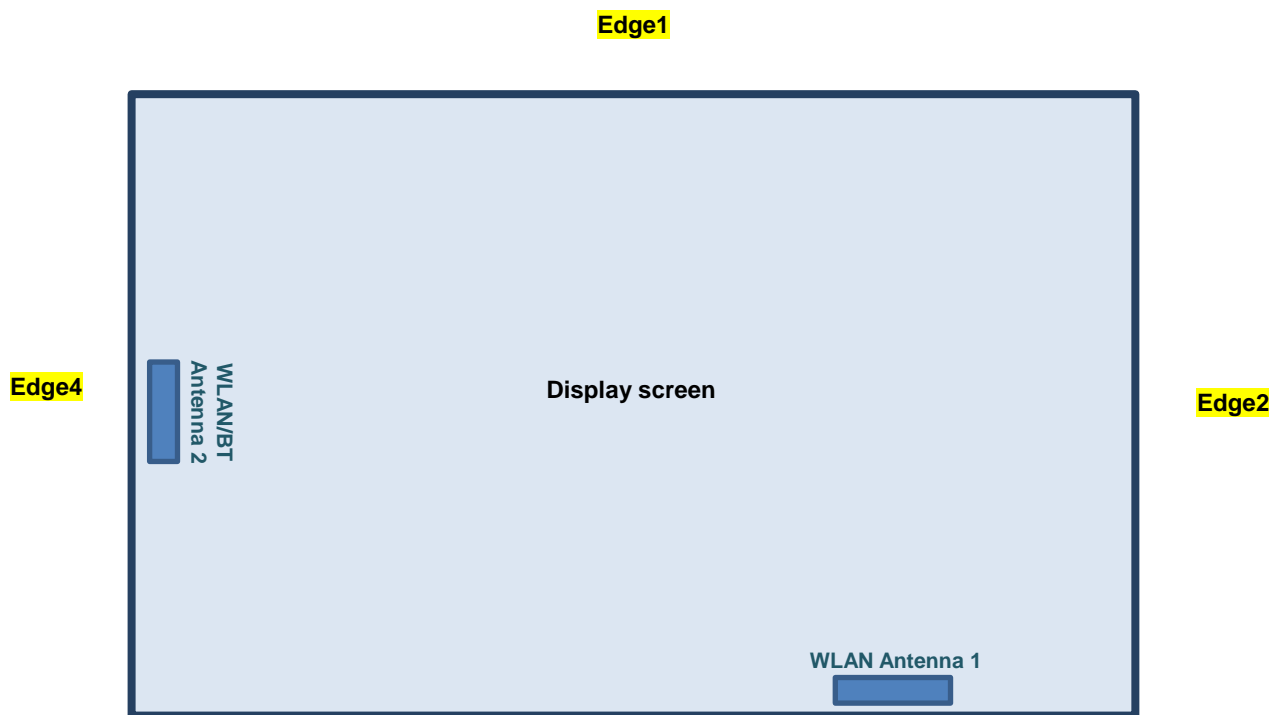 Edge1
Edge4
WLAN/BT
Antenna 2
Display screen
Edge2
WLAN Antenna 1